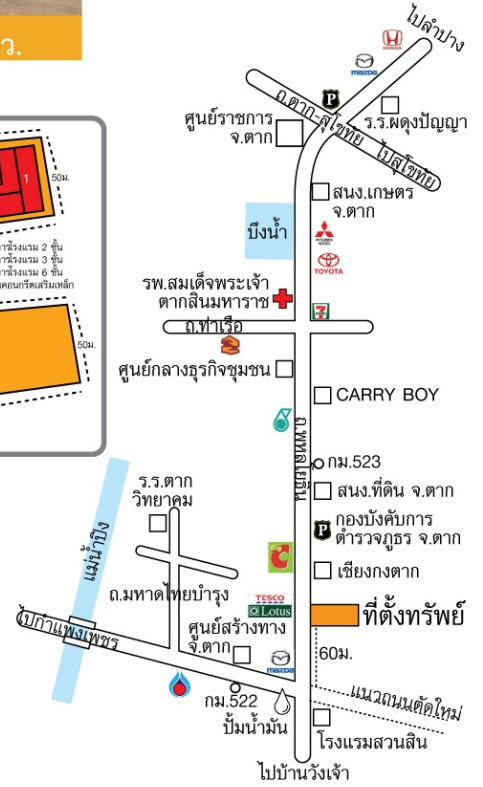 ว.
1
50ม.
ารโรงแรม 2 ชั้น
ารโรงแรม 3 ชั้น
ารโรงแรม 6 ชั้น
นคอนกรีตเสริมเหล็ก
50ม.
ไปลำปาง
HONDA
mazda
P
ถ.ตาก-สุโขทัย
ไปสุโขทัย
ศูนย์ราชการ
จ.ตาก
ร.ร.ผดุงปัญญา
สนง.เกษตร
จ.ตาก
บึงน้ำ
MITSUBISHI
TOYOTA
รพ.สมเด็จพระเจ้า
ตากสินมหาราช
7
ถ.ท่าเรือ
ศูนย์กลางธุรกิจชุมชน
CARRY BOY
ถ.พหลโยธิน
กม.523
ร.ร.ตาก
วิทยาคม
สนง.ที่ดิน จ.ตาก
P
กองบังคับการ
ตำรวจภูธร จ.ตาก
แม่น้ำปิง
เชียงกงตาก
ถ.มหาดไทยบำรุง
TESCO
Lotus
ที่ตั้งทรัพย์
ไปกำแพงเพชร
ศูนย์สร้างทาง
จ.ตาก
60ม.
mazda
แนวถนนตัดใหม่
กม.522
ปั้มน้ำมัน
โรงแรมสวนสิน
ไปบ้านวังเจ้า